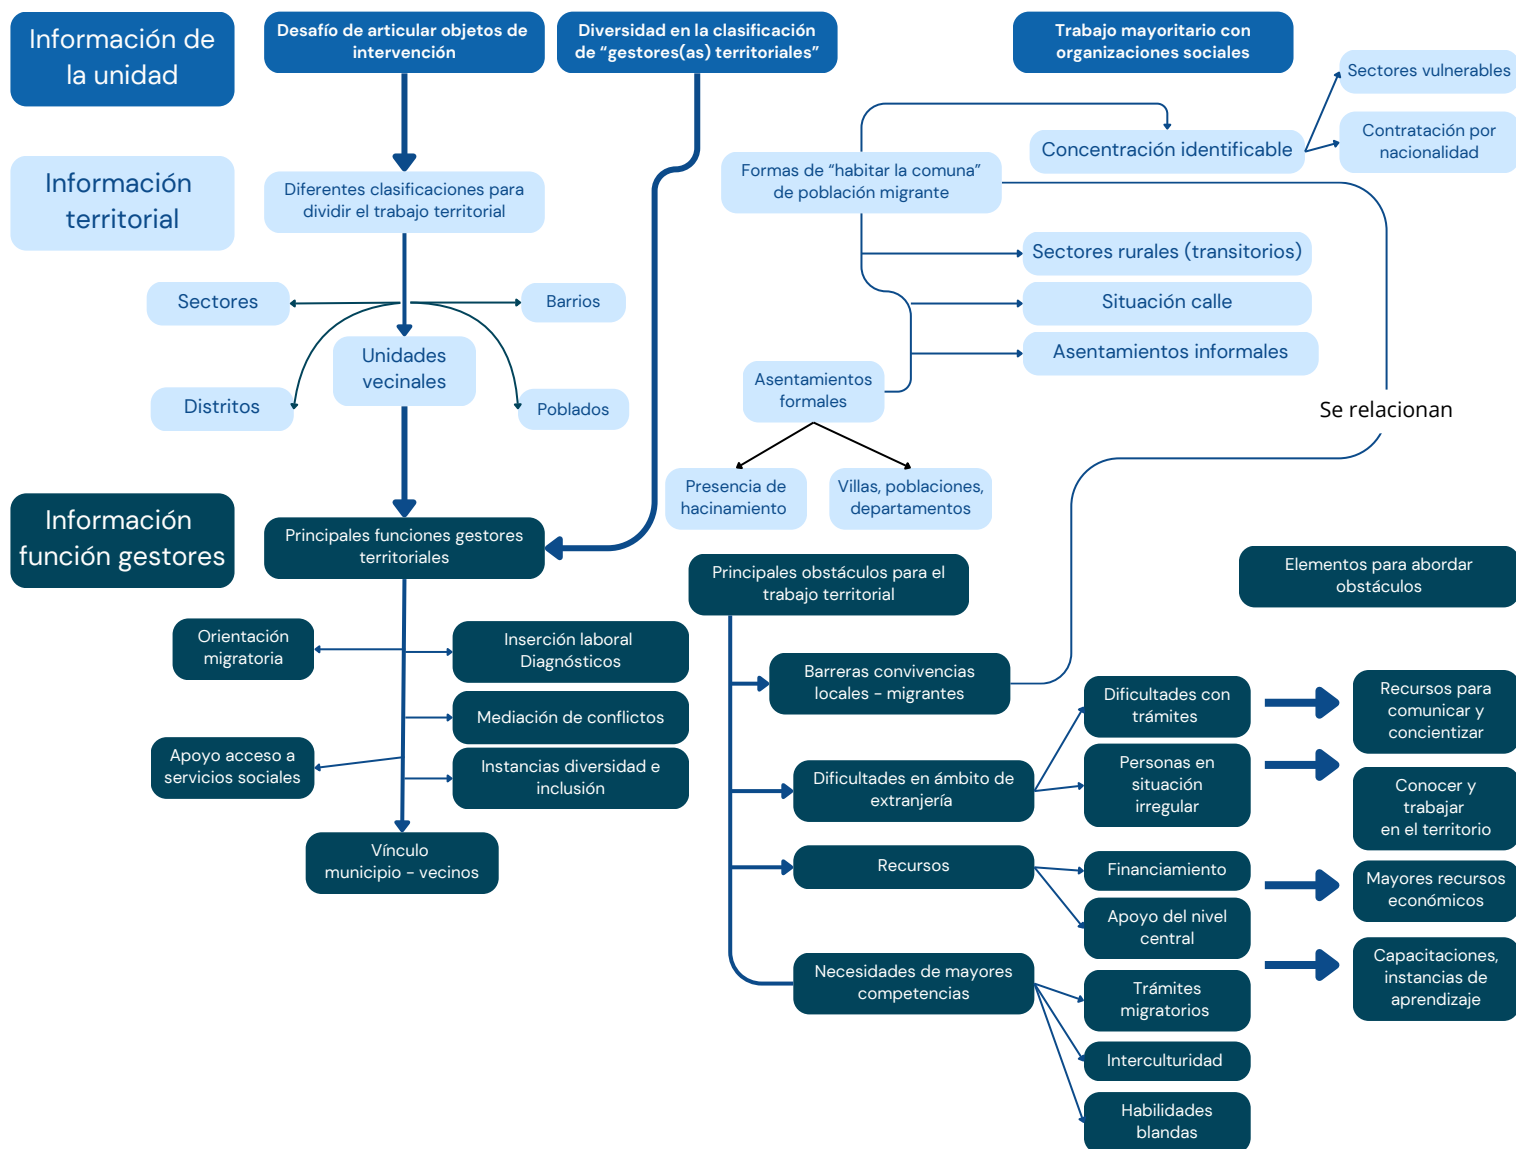 Información de
la unidad
Desafío de articular objetos de
intervención
Diversidad en la clasificación
de “gestores(as) territoriales”
Trabajo mayoritario con
organizaciones sociales
Sectores vulnerables
Contratación por
nacionalidad
Concentración identificable
Información
territorial
Diferentes clasificaciones para
dividir el trabajo territorial
Formas de “habitar la comuna”
de población migrante
Sectores rurales (transitorios)
Situación calle
Asentamientos informales
Sectores
Barrios
Unidades
vecinales
Distritos
Poblados
Asentamientos
formales
Se relacionan
Presencia de
hacinamiento
Villas, poblaciones,
departamentos
Información
función gestores
Principales funciones gestores
territoriales
Principales obstáculos para el
trabajo territorial
Elementos para abordar
obstáculos
Orientación
migratoria
Inserción laboral
Diagnósticos
Mediación de conflictos
Apoyo acceso a
servicios sociales
Instancias diversidad e
inclusión
Vínculo
municipio - vecinos
Barreras convivencias
locales - migrantes
Dificultades con
trámites
Recursos para
comunicar y
concientizar
Dificultades en ámbito de
extranjería
Personas en
situación
irregular
Conocer y
trabajar
en el territorio
Recursos
Financiamiento
Mayores recursos
económicos
Apoyo del nivel
central
Necesidades de mayores
competencias
Capacitaciones,
instancias de
aprendizaje
Trámites
migratorios
Interculturidad
Habilidades
blandas